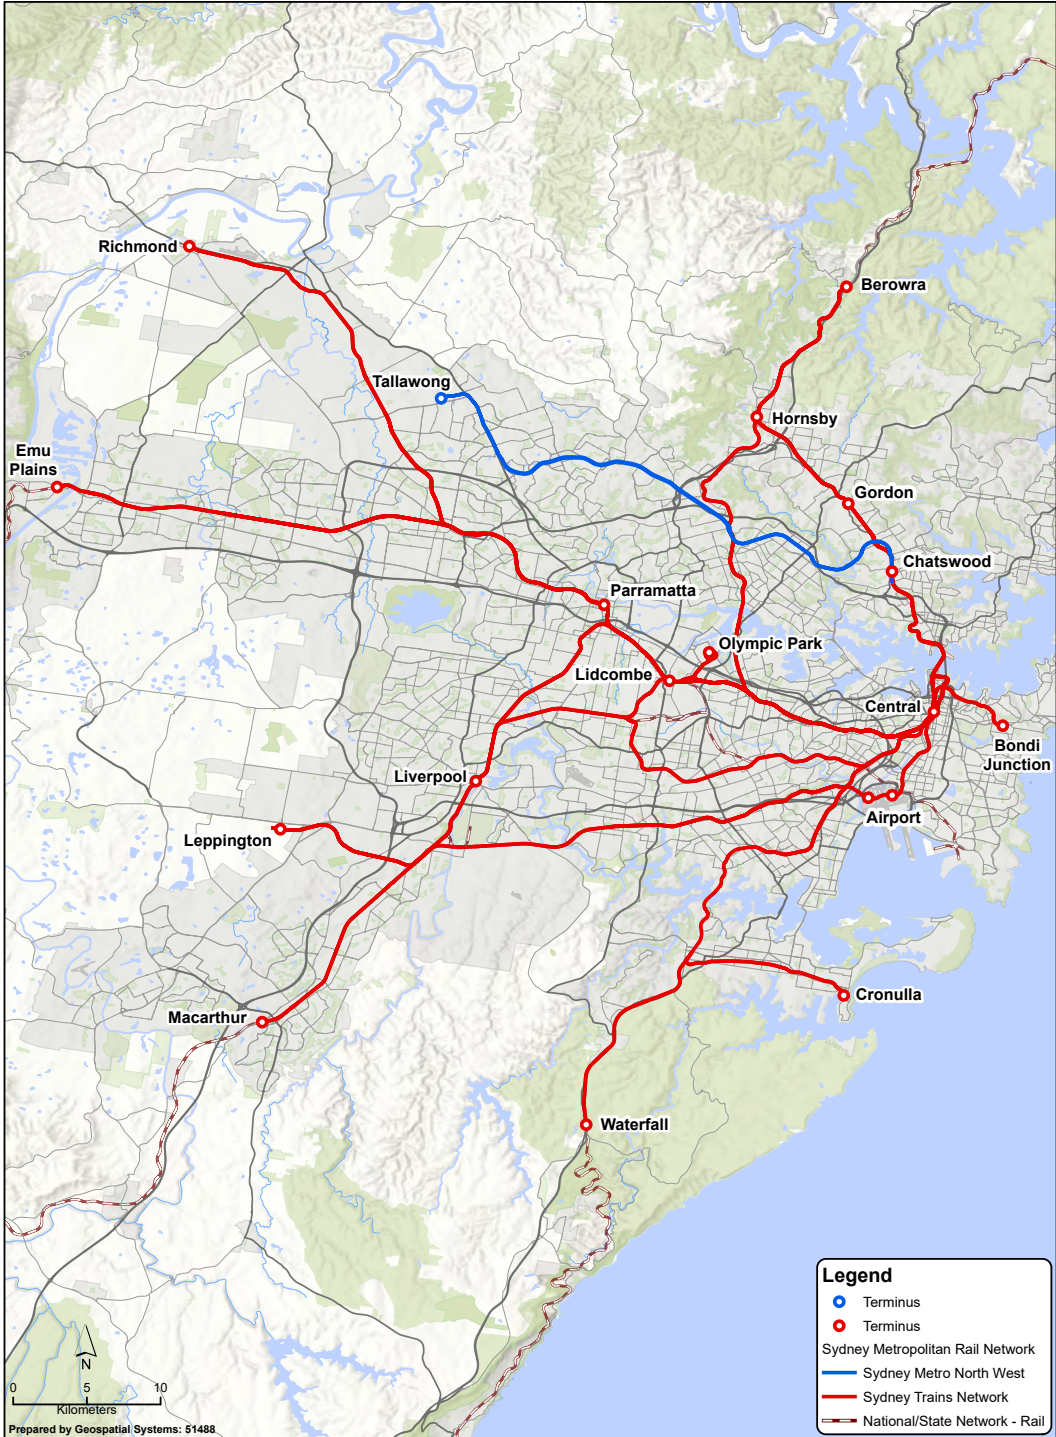 Richmond
Berowra
Tallawong
Hornsby
Emu
Plains
Gordon
Chatswood
Parramatta
Olympic Park
Lidcombe
Central
Bondi
Junction
Liverpool
Airport
Leppington
Cronulla
Macarthur
Waterfall
N
0 5 10
Kilometers
Prepared by Geospatial Systems: 51488
Legend
Terminus
Terminus
Sydney Metropolitan Rail Network
Sydney Metro North West
Sydney Trains Network
National/State Network - Rail